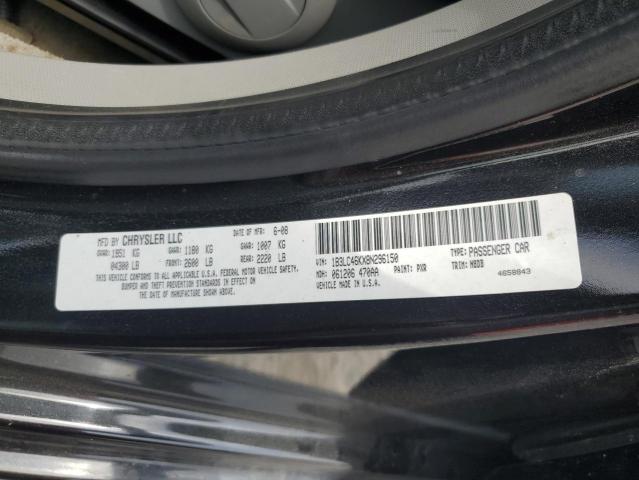 MFD BY CHRYSLER LLC DATE OF MFR: 6-08
GVWR: 1851 KG GAWR: 1180 KG GAWR: 1007 KG
04300 LB FRONT: 2600 LB REAR: 2220 LB
THIS VEHICLE CONFORMS TO ALL APPLICABLE U.S.A. FEDERAL MOTOR VEHICLE SAFETY,
BUMPER AND THEFT PREVENTION STANDARDS IN EFFECT ON THE
DATE OF MANUFACTURE SHOWN ABOVE.
VIN: 1B3LC46KX8N296150 TYPE: PASSENGER CAR
MDH: 061206 470AA PAINT: PXR TRIM: M8DB
VEHICLE MADE IN U.S.A. 4658843